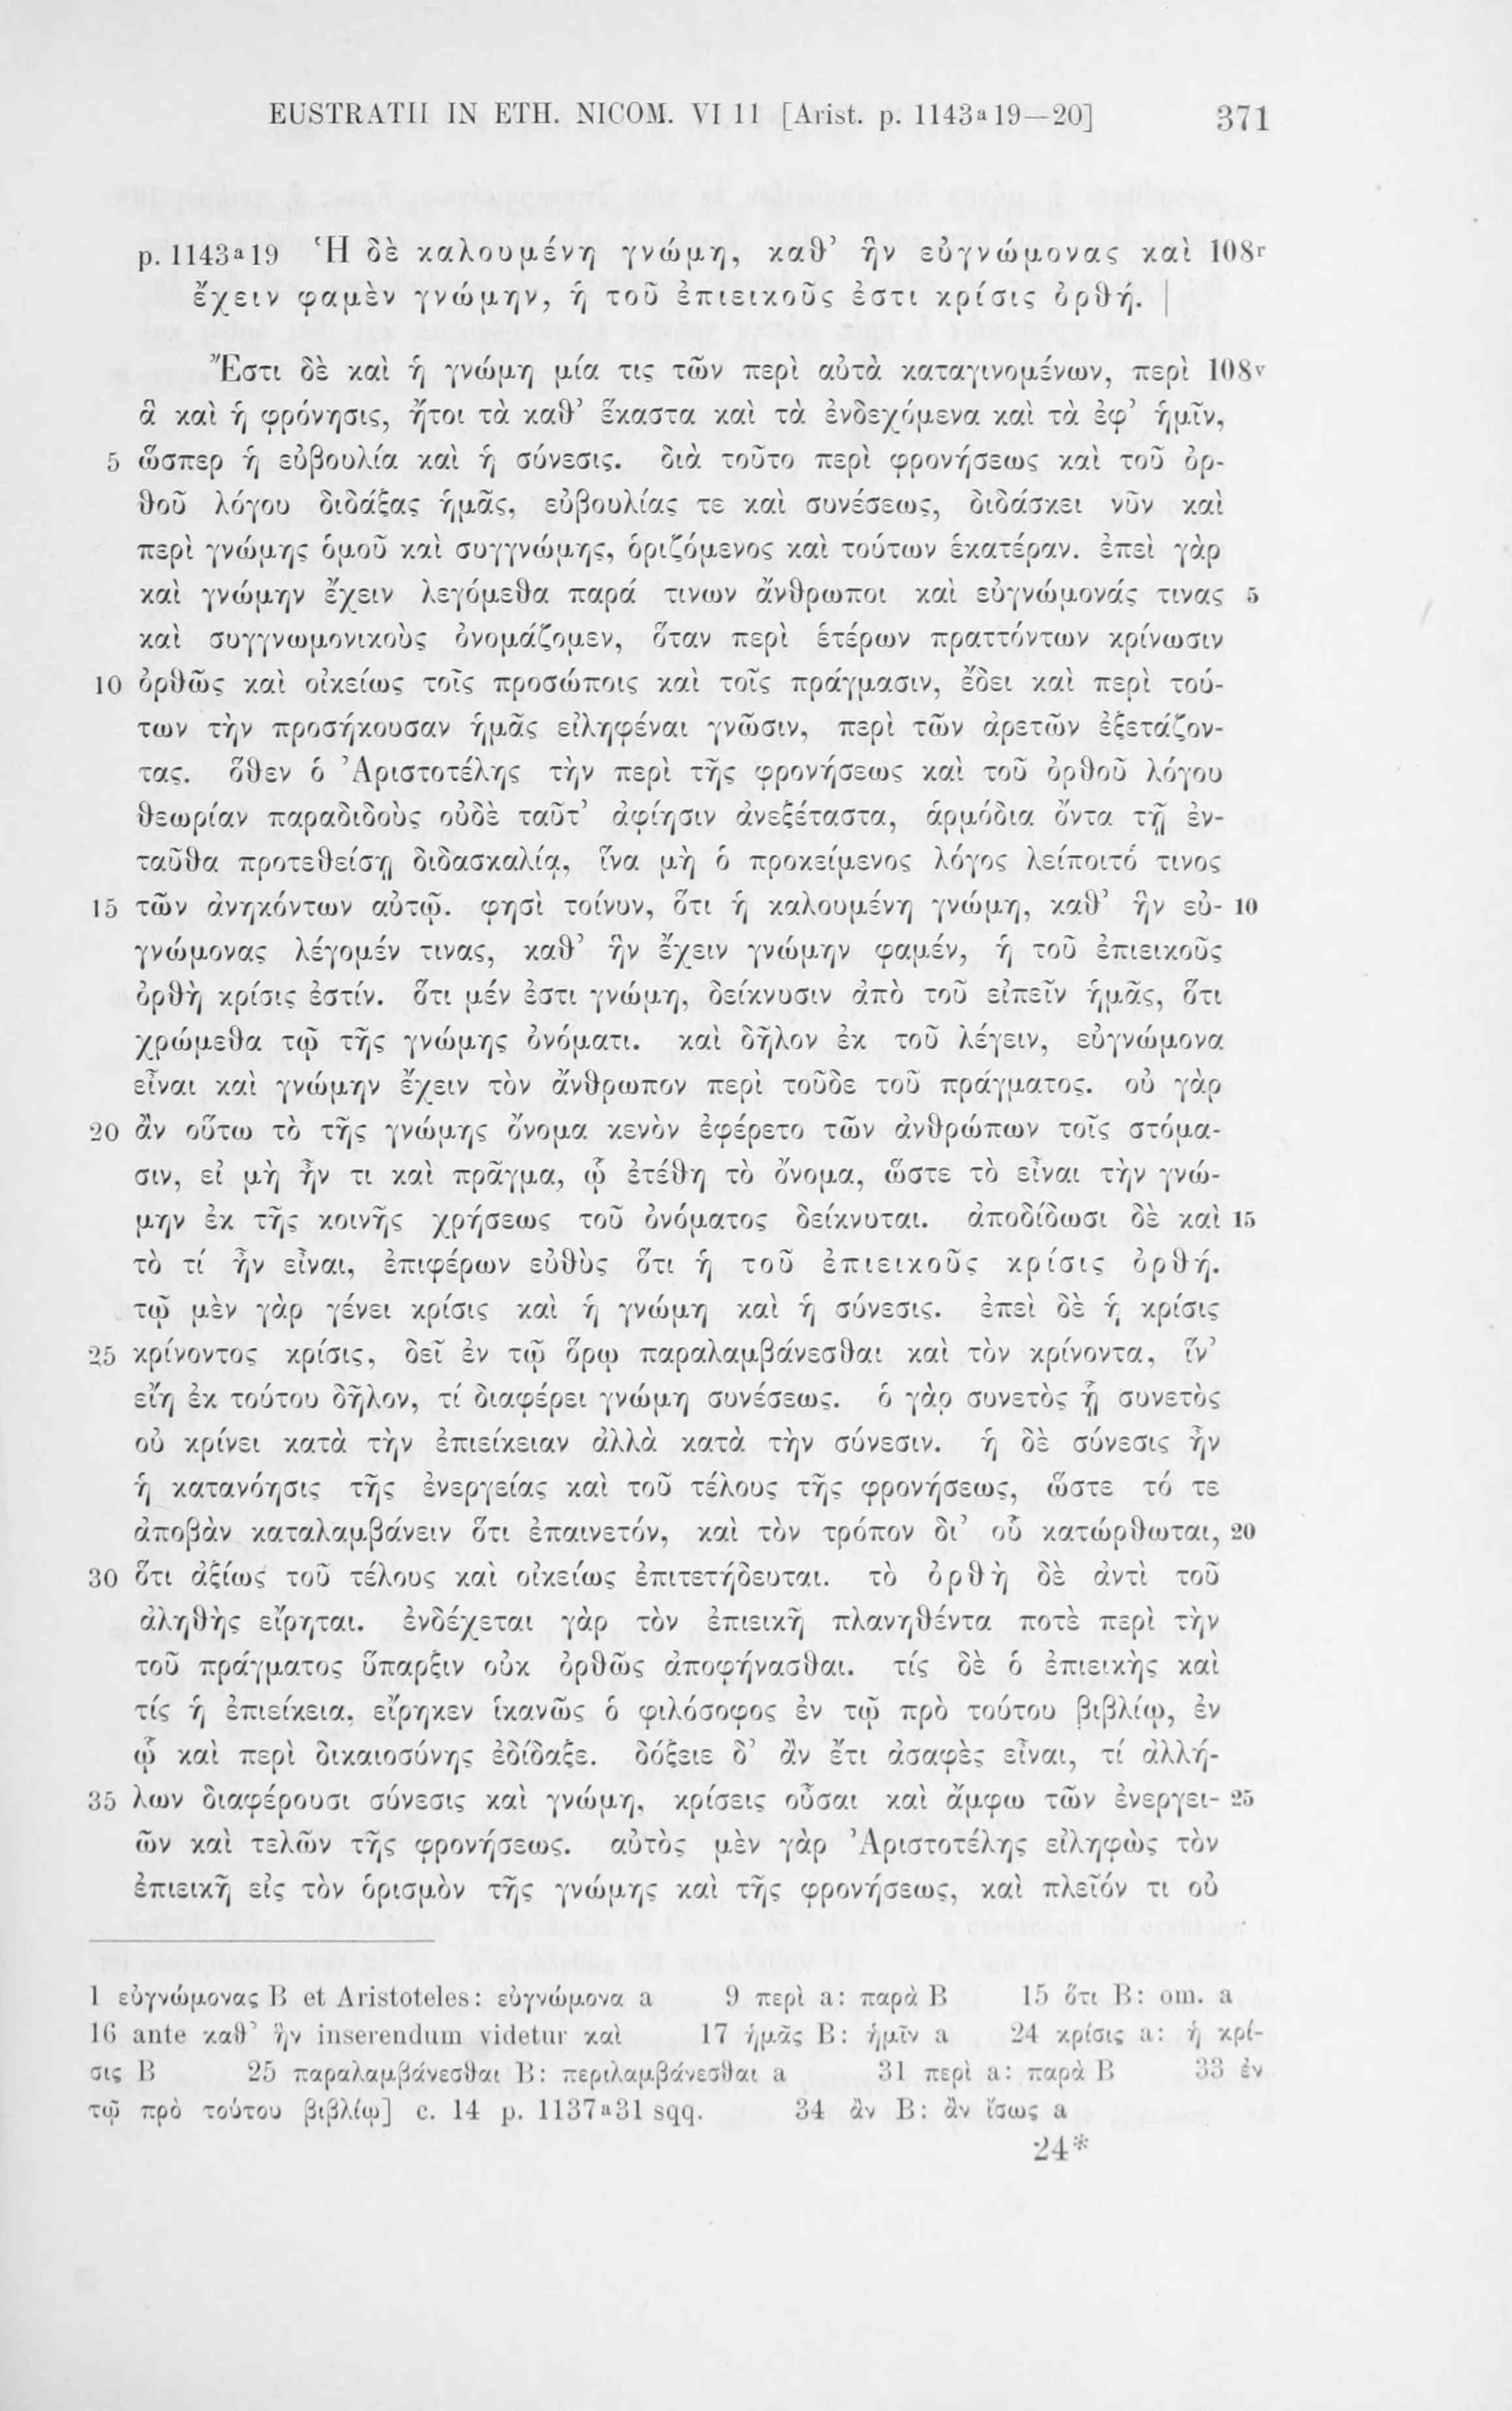 EUSTRATII IN ETH. NICOM. VI 11 [Arist. p. 1143a19—20] 371
p. 1143a19 Ἡ δὲ καλουμένη γνώμη, καθ’ ἣν εὐγνώμονας καὶ 108r
ἔχειν φαμὲν γνώμην, ἡ τοῦ ἐπιεικοῦς ἐστι κρίσις ὀρθή. |
Ἔστι δὲ καὶ ἡ γνώμη μία τις τῶν περὶ αὐτὰ καταγινομένων, περὶ 108v
ἃ καὶ ἡ φρόνησις, ἤτοι τὰ καθ’ ἕκαστα καὶ τὰ ἐνδεχόμενα καὶ τὰ ἐφ’ ἡμῖν,
5 ὥσπερ ἡ εὐβουλία καὶ ἡ σύνεσις. διὰ τοῦτο περὶ φρονήσεως καὶ τοῦ ὀρ-
θοῦ λόγου διδάξας ἡμᾶς, εὐβουλίας τε καὶ συνέσεως, διδάσκει νῦν καὶ
περὶ γνώμης ὁμοῦ καὶ συγγνώμης, ὁριζόμενος καὶ τούτων ἑκατέραν. ἐπεὶ γὰρ
καὶ γνώμην ἔχειν λεγόμεθα παρά τινων ἄνθρωποι καὶ εὐγνώμονάς τινας 5
καὶ συγγνωμονικοὺς ὀνομάζομεν, ὅταν περὶ ἑτέρων πραττόντων κρίνωσιν
10 ὀρθῶς καὶ οἰκείως τοῖς προσώποις καὶ τοῖς πράγμασιν, ἔδει καὶ περὶ τού-
των τὴν προσήκουσαν ἡμᾶς εἰληφέναι γνῶσιν, περὶ τῶν ἀρετῶν ἐξετάζον-
τας. ὅθεν ὁ Ἀριστοτέλης τὴν περὶ τῆς φρονήσεως καὶ τοῦ ὀρθοῦ λόγου
θεωρίαν παραδιδοὺς οὐδὲ ταῦτ’ ἀφίησιν ἀνεξέταστα, ἁρμόδια ὄντα τῇ ἐν-
ταῦθα προτεθείσῃ διδασκαλίᾳ, ἵνα μὴ ὁ προκείμενος λόγος λείποιτό τινος
15 τῶν ἀνηκόντων αὐτῷ. φησὶ τοίνυν, ὅτι ἡ καλουμένη γνώμη, καθ’ ἣν εὐ- 10
γνώμονας λέγομέν τινας, καθ’ ἣν ἔχειν γνώμην φαμέν, ἡ τοῦ ἐπιεικοῦς
ὀρθὴ κρίσις ἐστίν. ὅτι μέν ἐστι γνώμη, δείκνυσιν ἀπὸ τοῦ εἰπεῖν ἡμᾶς, ὅτι
χρώμεθα τῷ τῆς γνώμης ὀνόματι. καὶ δῆλον ἐκ τοῦ λέγειν, εὐγνώμονα
εἶναι καὶ γνώμην ἔχειν τὸν ἄνθρωπον περὶ τοῦδε τοῦ πράγματος. οὐ γὰρ
20 ἂν οὕτω τὸ τῆς γνώμης ὄνομα κενὸν ἐφέρετο τῶν ἀνθρώπων τοῖς στόμα-
σιν, εἰ μὴ ἦν τι καὶ πρᾶγμα, ᾧ ἐτέθη τὸ ὄνομα, ὥστε τὸ εἶναι τὴν γνώ-
μην ἐκ τῆς κοινῆς χρήσεως τοῦ ὀνόματος δείκνυται. ἀποδίδωσι δὲ καὶ 15
τὸ τί ἦν εἶναι, ἐπιφέρων εὐθὺς ὅτι ἡ τοῦ ἐπιεικοῦς κρίσις ὀρθή.
τῷ μὲν γὰρ γένει κρίσις καὶ ἡ γνώμη καὶ ἡ σύνεσις. ἐπεὶ δὲ ἡ κρίσις
25 κρίνοντος κρίσις, δεῖ ἐν τῷ ὅρῳ παραλαμβάνεσθαι καὶ τὸν κρίνοντα, ἵν’
εἴη ἐκ τούτου δῆλον, τί διαφέρει γνώμη συνέσεως. ὁ γὰρ συνετὸς ᾗ συνετὸς
οὐ κρίνει κατὰ τὴν ἐπιείκειαν ἀλλὰ κατὰ τὴν σύνεσιν. ἡ δὲ σύνεσις ἦν
ἡ κατανόησις τῆς ἐνεργείας καὶ τοῦ τέλους τῆς φρονήσεως, ὥστε τό τε
ἀποβὰν καταλαμβάνειν ὅτι ἐπαινετόν, καὶ τὸν τρόπον δι’ οὗ κατώρθωται, 20
30 ὅτι ἀξίως τοῦ τέλους καὶ οἰκείως ἐπιτετήδευται. τὸ ὀρθὴ δὲ ἀντὶ τοῦ
ἀληθὴς εἴρηται. ἐνδέχεται γὰρ τὸν ἐπιεικῆ πλανηθέντα ποτὲ περὶ τὴν
τοῦ πράγματος ὕπαρξιν οὐκ ὀρθῶς ἀποφήνασθαι. τίς δὲ ὁ ἐπιεικὴς καὶ
τίς ἡ ἐπιείκεια, εἴρηκεν ἱκανῶς ὁ φιλόσοφος ἐν τῷ πρὸ τούτου βιβλίῳ, ἐν
ᾧ καὶ περὶ δικαιοσύνης ἐδίδαξε. δόξειε δ’ ἂν ἔτι ἀσαφὲς εἶναι, τί ἀλλή-
35 λων διαφέρουσι σύνεσις καὶ γνώμη, κρίσεις οὖσαι καὶ ἄμφω τῶν ἐνεργει- 25
ῶν καὶ τελῶν τῆς φρονήσεως. αὐτὸς μὲν γὰρ Ἀριστοτέλης εἰληφὼς τὸν
ἐπιεικῆ εἰς τὸν ὁρισμὸν τῆς γνώμης καὶ τῆς φρονήσεως, καὶ πλεῖόν τι οὐ
1 εὐγνώμονας B et Aristoteles: εὐγνώμονα a 9 περὶ a: παρὰ B 15 ὅτι B: om. a
16 ante καθ’ ἣν inserendum videtur καὶ 17 ἡμᾶς B: ἡμῖν a 24 κρίσις a: ἡ κρί-
σις B 25 παραλαμβάνεσθαι B: περιλαμβάνεσθαι a 31 περὶ a: παρὰ B 33 ἐν
τῷ πρὸ τούτου βιβλίῳ] c. 14 p. 1137a31 sqq. 34 ἂν B: ἂν ἴσως a
24*